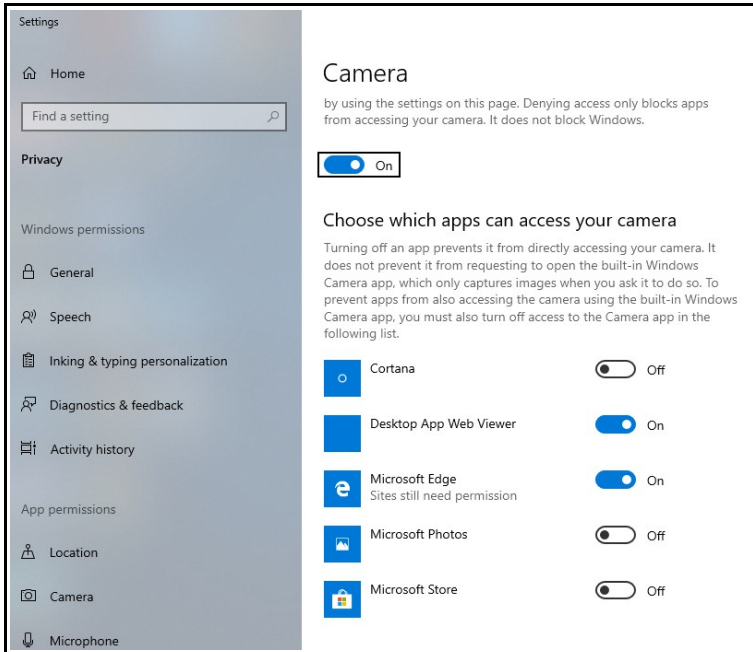 Settings
Home
Find a setting
Privacy
Windows permissions
General
Speech
Inking & typing personalization
Diagnostics & feedback
Activity history
App permissions
Location
Camera
Microphone
Camera
by using the settings on this page. Denying access only blocks apps
from accessing your camera. It does not block Windows.
On
Choose which apps can access your camera
Turning off an app prevents it from directly accessing your camera. It
does not prevent it from requesting to open the built-in Windows
Camera app, which only captures images when you ask it to do so. To
prevent apps from also accessing the camera using the built-in Windows
Camera app, you must also turn off access to the Camera app in the
following list.
Cortana Off
Desktop App Web Viewer On
Microsoft Edge On
Sites still need permission
Microsoft Photos Off
Microsoft Store Off